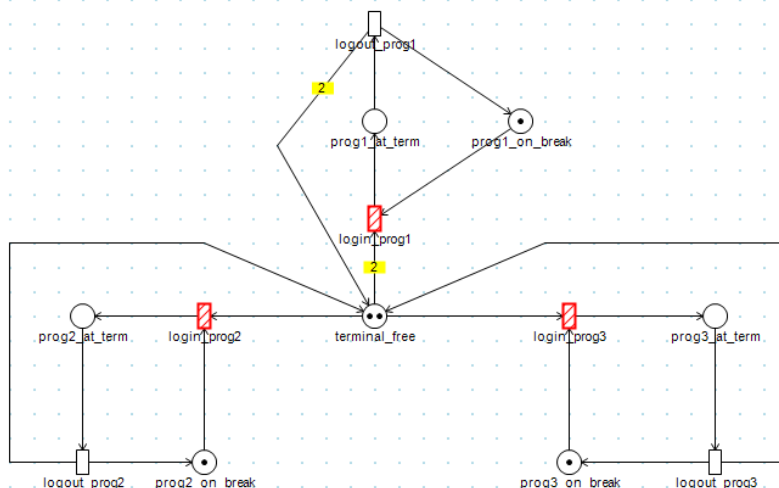 logout_prog1
2
prog1_at_term
prog1_on_break
login_prog1
2
prog2_at_term
login_prog2
terminal_free
login_prog3
prog3_at_term
logout_prog2
prog2_on_break
prog3_on_break
logout_prog3